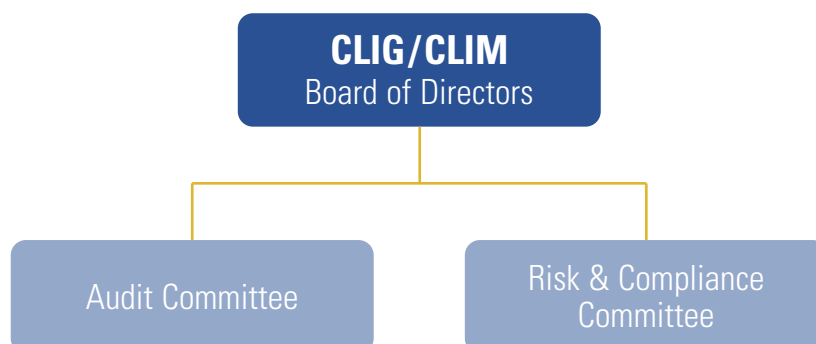 CLIG/CLIM
Board of Directors
Audit Committee
Risk & Compliance
Committee